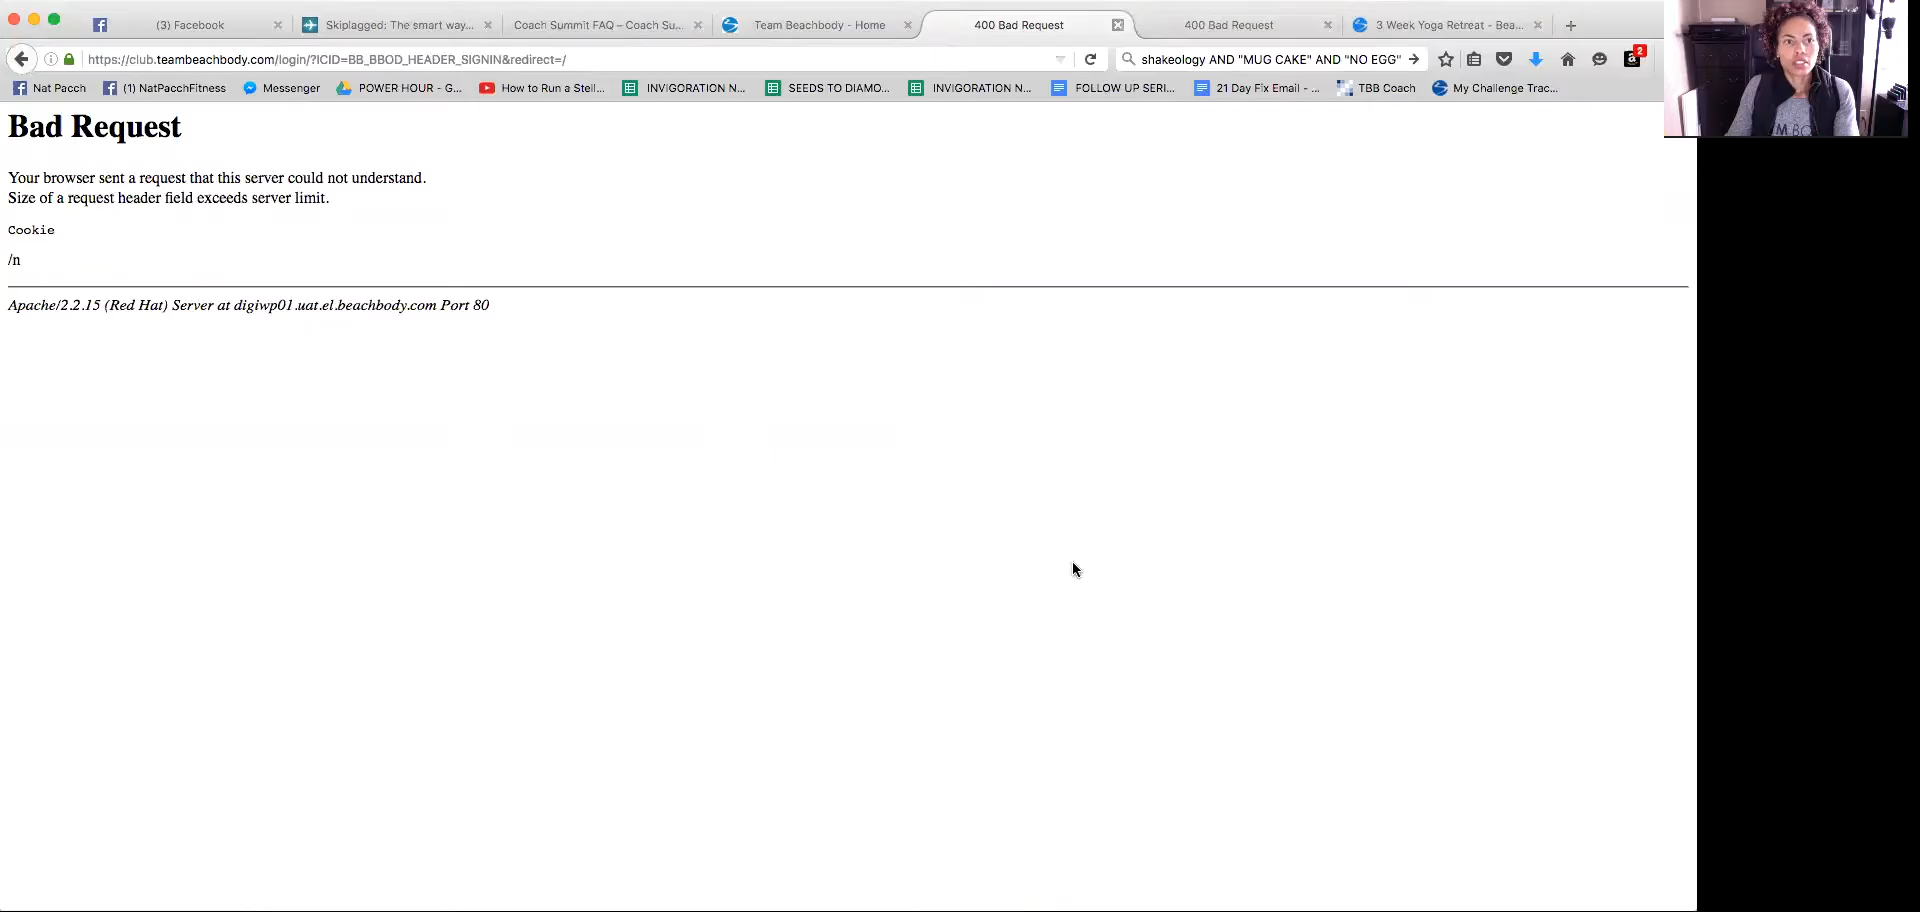 (3) Facebook
Skiplagged: The smart way...
Coach Summit FAQ – Coach Su...
Team Beachbody - Home
400 Bad Request
400 Bad Request
3 Week Yoga Retreat - Bea...
https://club.teambeachbody.com/login/?ICID=BB_BBOD_HEADER_SIGNIN&redirect=/
shakeology AND "MUG CAKE" AND "NO EGG"
2
Nat Pacch
(1) NatPacchFitness
Messenger
POWER HOUR - G...
How to Run a Stell...
INVIGORATION N...
SEEDS TO DIAMO...
INVIGORATION N...
FOLLOW UP SERI...
21 Day Fix Email - ...
TBB Coach
My Challenge Trac...
Bad Request
Your browser sent a request that this server could not understand.
Size of a request header field exceeds server limit.
Cookie
/n
Apache/2.2.15 (Red Hat) Server at digiwp01.uat.el.beachbody.com Port 80